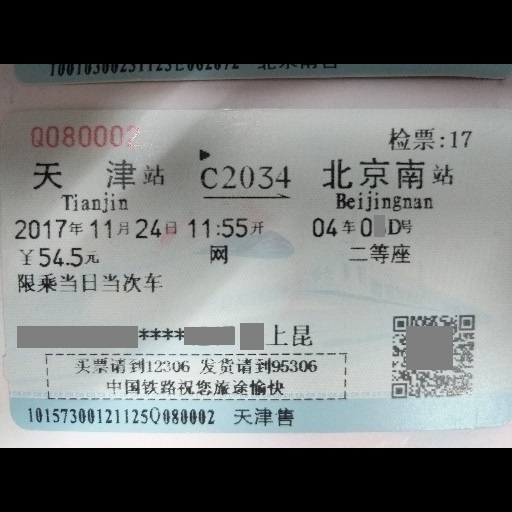 Q080002
检票:17
天 津 站
C2034
北京南 站
Tianjin
Beijingnan
2017年11月24日11:55开
04车0 D号
￥54.5元
网
二等座
限乘当日当次车
**** 上昆
买票请到12306 发货请到95306
中国铁路祝您旅途愉快
10157300121125Q080002 天津售